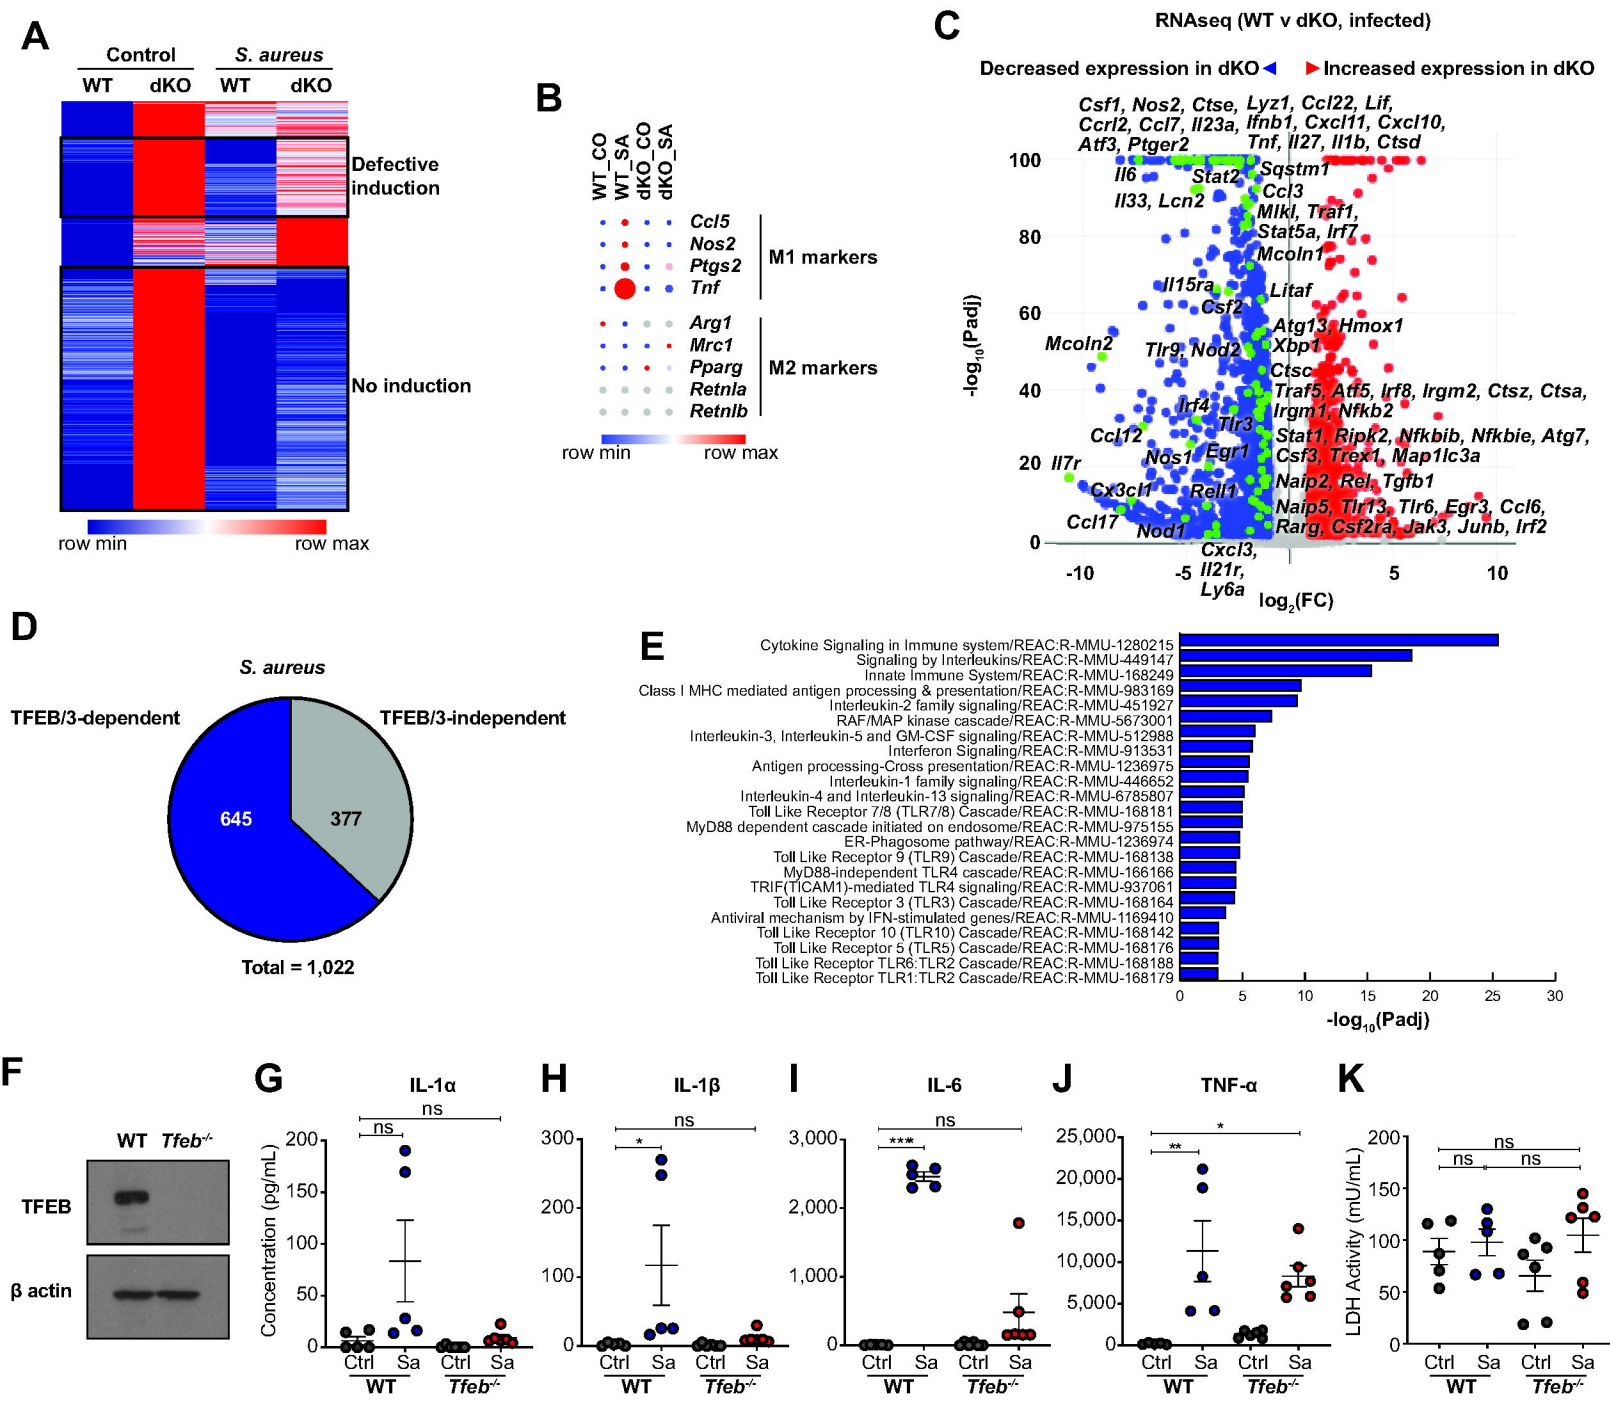 A
Control
S. aureus
WT
dKO
WT
dKO
Defective
induction
No induction
row min
row max
B
WT_CO
WT_SA
dKO_CO
dKO_SA
Ccl5
Nos2
Ptgs2
Tnf
M1 markers
Arg1
Mrc1
Pparg
Retnla
Retnlb
M2 markers
row min
row max
C
RNAseq (WT v dKO, infected)
Decreased expression in dKO
Increased expression in dKO
Csf1, Nos2, Ctse,
Ccrl2, Ccl7, Il23a,
Atf3, Ptger2
Lyz1, Ccl22, Lif,
Ifnb1, Cxcl11, Cxcl10,
Tnf, Il27, Il1b, Ctsd
Il6
Stat2
Sqstm1
Il33, Lcn2
Ccl3
Mlkl, Traf1,
Stat5a, Irf7
Mcoln1
Il15ra
Litaf
Csf2
Atg13, Hmox1
Mcoln2
Tlr9, Nod2
Xbp1
Ctsc
Traf5, Atf5, Irf8, Irgm2, Ctsz, Ctsa,
Irgm1, Nfkb2
Irf4
Tlr3
Ccl12
Stat1, Ripk2, Nfkbib, Nfkbie, Atg7,
Csf3, Trex1, Map1lc3a
Nos1
Egr1
Il7r
Cx3cl1
Rell1
Naip2, Rel, Tgfb1
Naip5, Tlr13, Tlr6, Egr3, Ccl6,
Rarg, Csf2ra, Jak3, Junb, Irf2
Ccl17
Nod1
Cxcl3,
Il21r,
Ly6a
-log10(Padj)
100
80
60
40
20
0
-10
-5
5
10
log2(FC)
D
S. aureus
TFEB/3-dependent
TFEB/3-independent
645
377
Total = 1,022
E
Cytokine Signaling in Immune system/REAC:R-MMU-1280215
Signaling by Interleukins/REAC:R-MMU-449147
Innate Immune System/REAC:R-MMU-168249
Class I MHC mediated antigen processing & presentation/REAC:R-MMU-983169
Interleukin-2 family signaling/REAC:R-MMU-451927
RAF/MAP kinase cascade/REAC:R-MMU-5673001
Interleukin-3, Interleukin-5 and GM-CSF signaling/REAC:R-MMU-512988
Interferon Signaling/REAC:R-MMU-913531
Antigen processing-Cross presentation/REAC:R-MMU-1236975
Interleukin-1 family signaling/REAC:R-MMU-446652
Interleukin-4 and Interleukin-13 signaling/REAC:R-MMU-6785807
Toll Like Receptor 7/8 (TLR7/8) Cascade/REAC:R-MMU-168181
MyD88 dependent cascade initiated on endosome/REAC:R-MMU-975155
ER-Phagosome pathway/REAC:R-MMU-1236974
Toll Like Receptor 9 (TLR9) Cascade/REAC:R-MMU-168138
MyD88-independent TLR4 cascade/REAC:R-MMU-166166
TRIF(TICAM1)-mediated TLR4 signaling/REAC:R-MMU-937061
Toll Like Receptor 3 (TLR3) Cascade/REAC:R-MMU-168164
Antiviral mechanism by IFN-stimulated genes/REAC:R-MMU-1169410
Toll Like Receptor 10 (TLR10) Cascade/REAC:R-MMU-168142
Toll Like Receptor 5 (TLR5) Cascade/REAC:R-MMU-168176
Toll Like Receptor TLR6:TLR2 Cascade/REAC:R-MMU-168188
Toll Like Receptor TLR1:TLR2 Cascade/REAC:R-MMU-168179
0
5
10
15
20
25
30
-log10(Padj)
F
WT
Tfeb-/-
TFEB
β actin
G
IL-1α
ns
ns
Concentration (pg/mL)
200
150
100
50
0
Ctrl
Sa
Ctrl
Sa
WT
Tfeb-/-
H
IL-1β
ns
*
300
200
100
0
Ctrl
Sa
Ctrl
Sa
WT
Tfeb-/-
I
IL-6
ns
****
3,000
2,000
1,000
0
Ctrl
Sa
Ctrl
Sa
WT
Tfeb-/-
J
TNF-α
*
**
25,000
20,000
15,000
10,000
5,000
0
Ctrl
Sa
Ctrl
Sa
WT
Tfeb-/-
K
ns
ns
ns
LDH Activity (mU/mL)
200
150
100
50
0
Ctrl
Sa
Ctrl
Sa
WT
Tfeb-/-